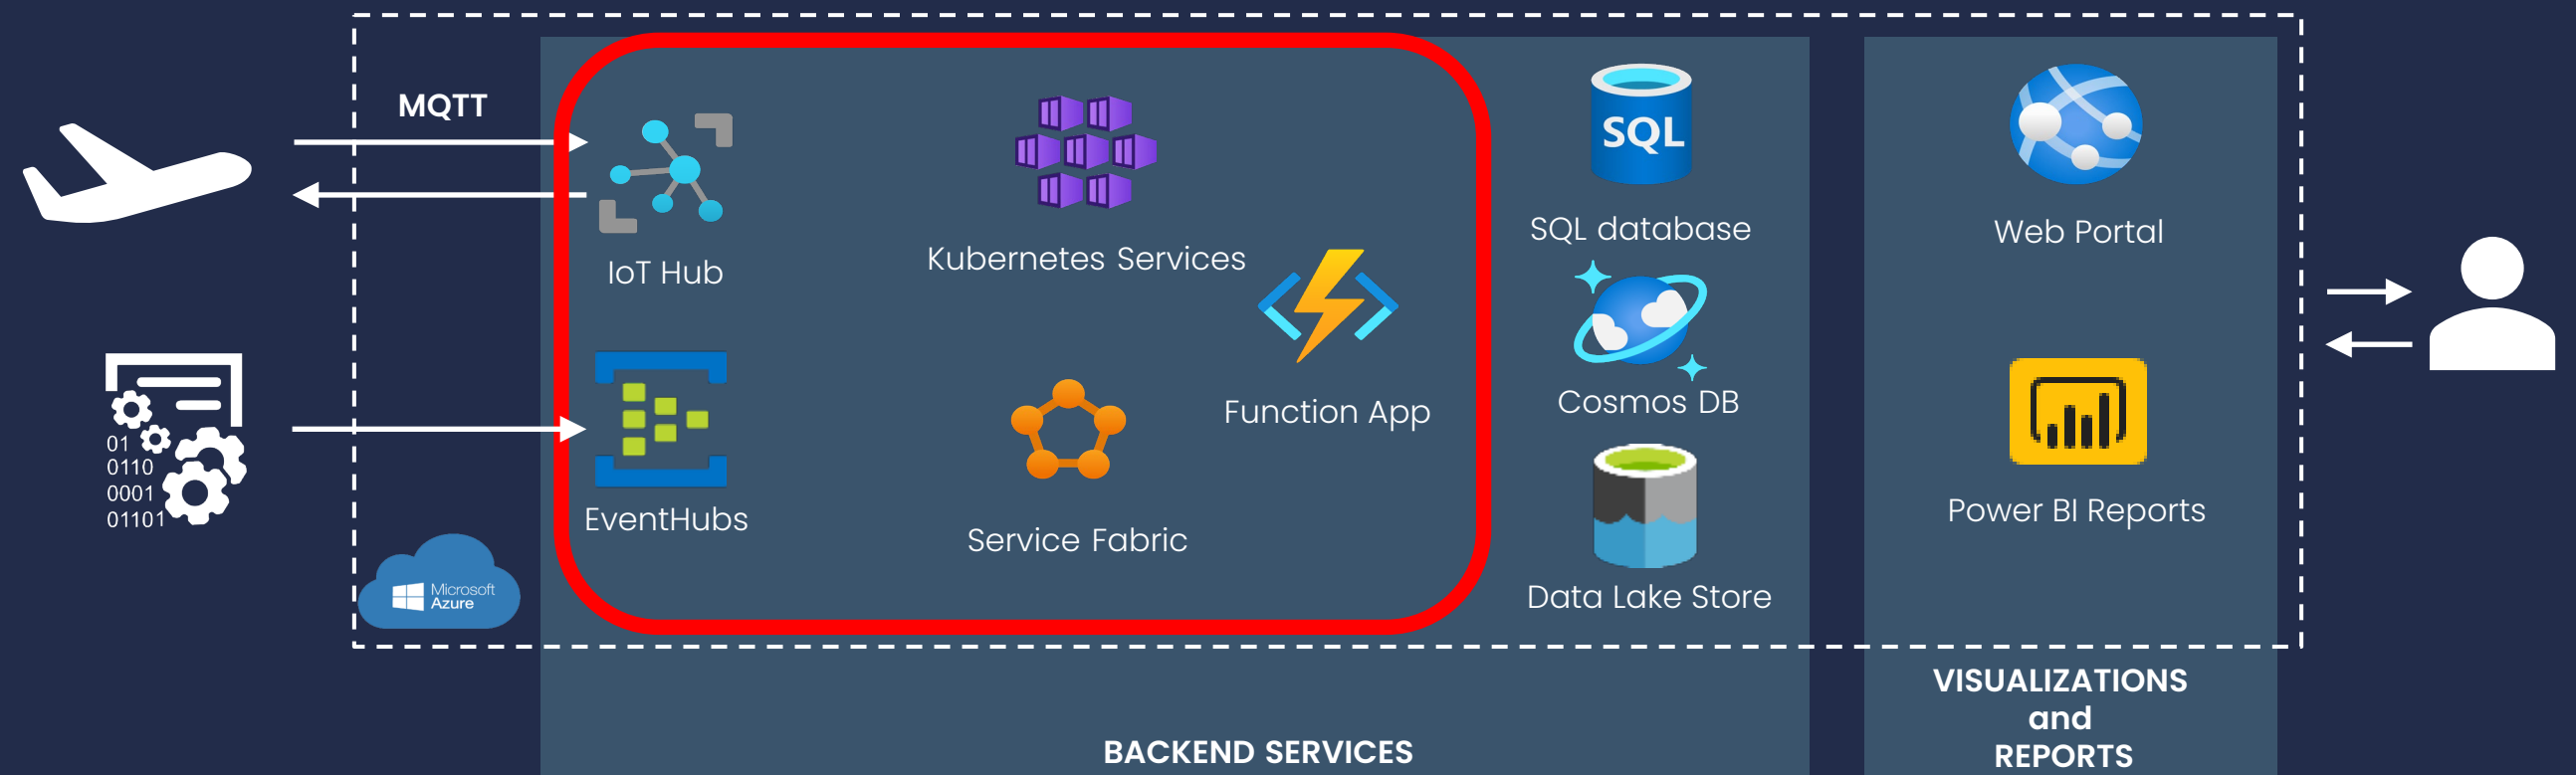 MQTT
IoT Hub
Kubernetes Services
SQL
SQL database
Web Portal
Function App
Cosmos DB
01
0110
0001
01101
EventHubs
Service Fabric
Power BI Reports
Microsoft
Azure
Data Lake Store
VISUALIZATIONS
and
REPORTS
BACKEND SERVICES